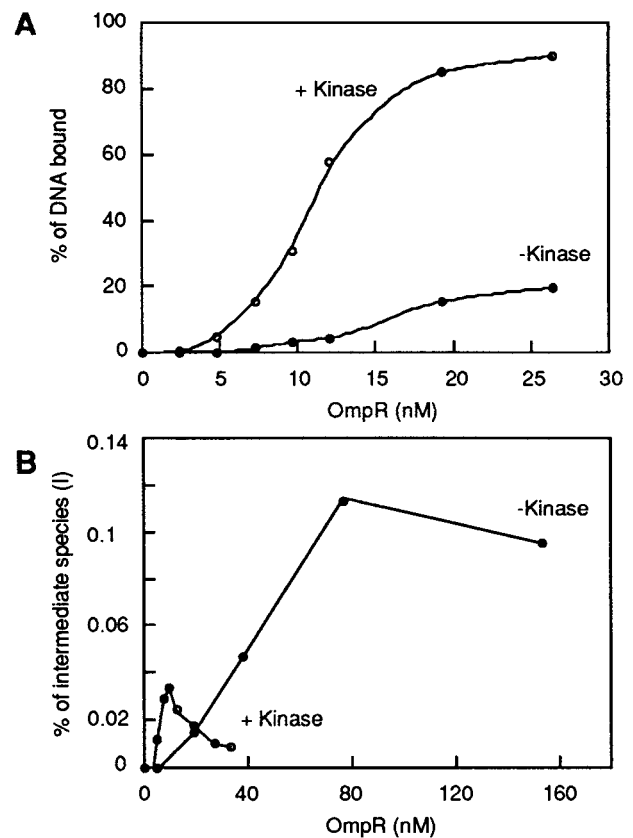 A
100
80
60
40
20
0
% of DNA bound
+ Kinase
-Kinase
0 5 10 15 20 25 30
OmpR (nM)
B
0.14
0.1
0.06
0.02
0
% of intermediate species (I)
-Kinase
+ Kinase
0 40 80 120 160
OmpR (nM)